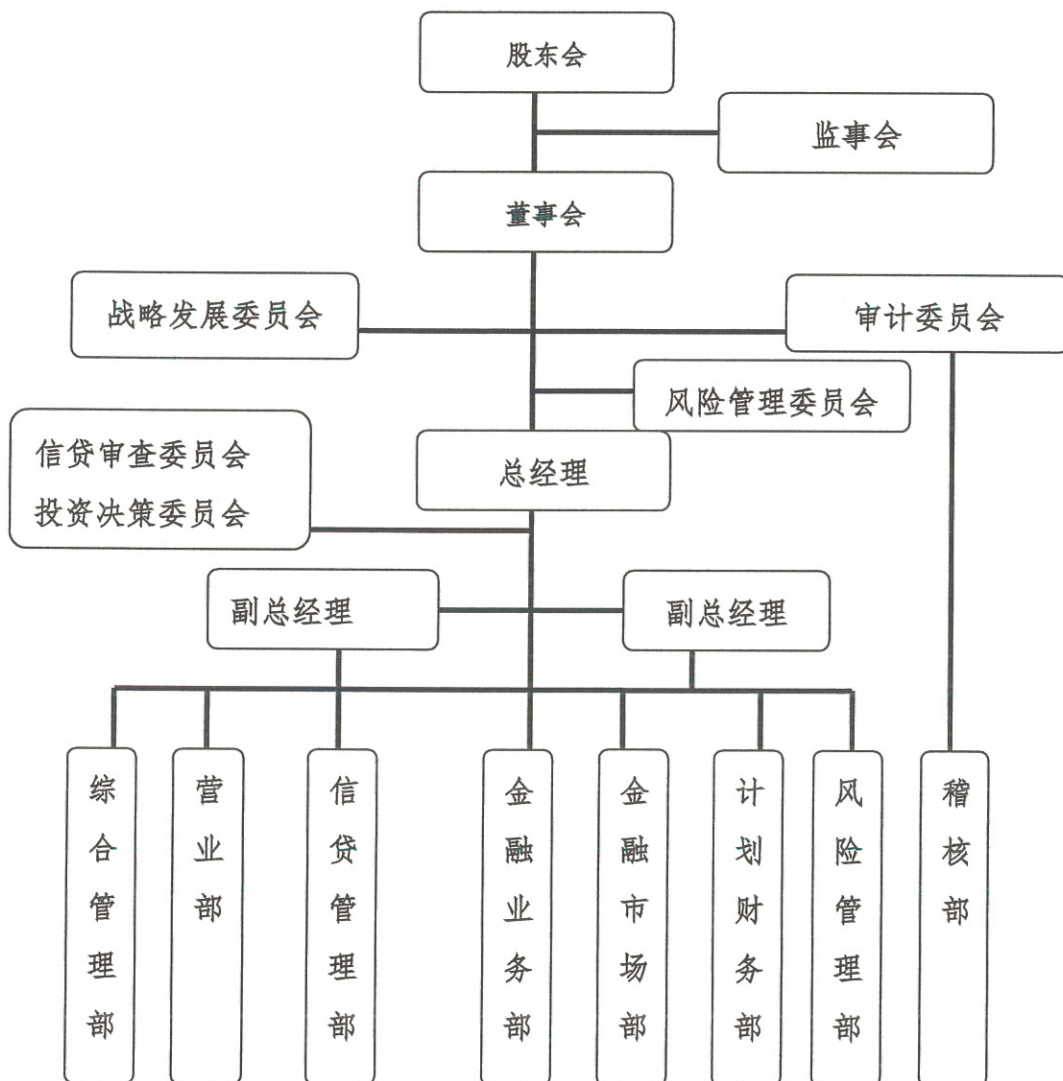 股东会
监事会
董事会
战略发展委员会
审计委员会
风险管理委员会
信贷审查委员会
投资决策委员会
总经理
副总经理
副总经理
综合管理部
营业部
信贷管理部
金融业务部
金融市场部
计划财务部
风险管理部
稽核部